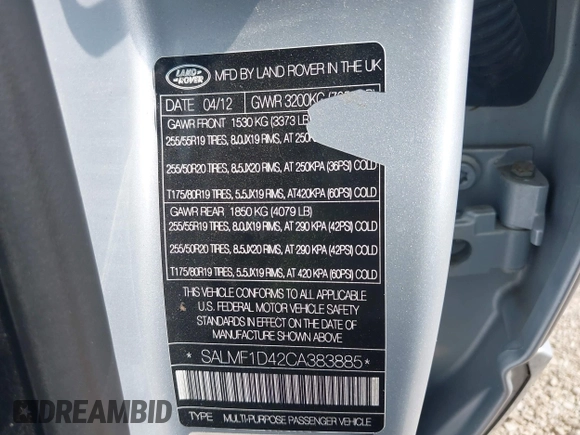 LAND ROVER
MFD BY LAND ROVER IN THE UK
DATE 04/12 GVWR 3200KG
GAWR FRONT 1530 KG (3373 LB
255/55R19 TIRES, 8.0JX19 RIMS, AT
255/50R20 TIRES, 8.5JX20 RIMS, AT 250KPA (36PSI) COLD
T175/80R19 TIRES, 5.5JX19 RIMS, AT420KPA (60PSI) COLD
GAWR REAR 1850 KG (4079 LB)
255/55R19 TIRES, 8.0JX19 RIMS, AT 290 KPA (42PSI) COLD
255/50R20 TIRES, 8.5JX20 RIMS, AT 290 KPA (42PSI) COLD
T175/80R19 TIRES, 5.5JX19 RIMS, AT 420 KPA (60PSI) COLD
THIS VEHICLE CONFORMS TO ALL APPLICABLE
U.S. FEDERAL MOTOR VEHICLE SAFETY
STANDARDS IN EFFECT ON THE DATE OF
MANUFACTURE SHOWN ABOVE.
* SALMF1D42CA383885*
TYPE MULTI-PURPOSE PASSENGER VEHICLE
DREAMBID